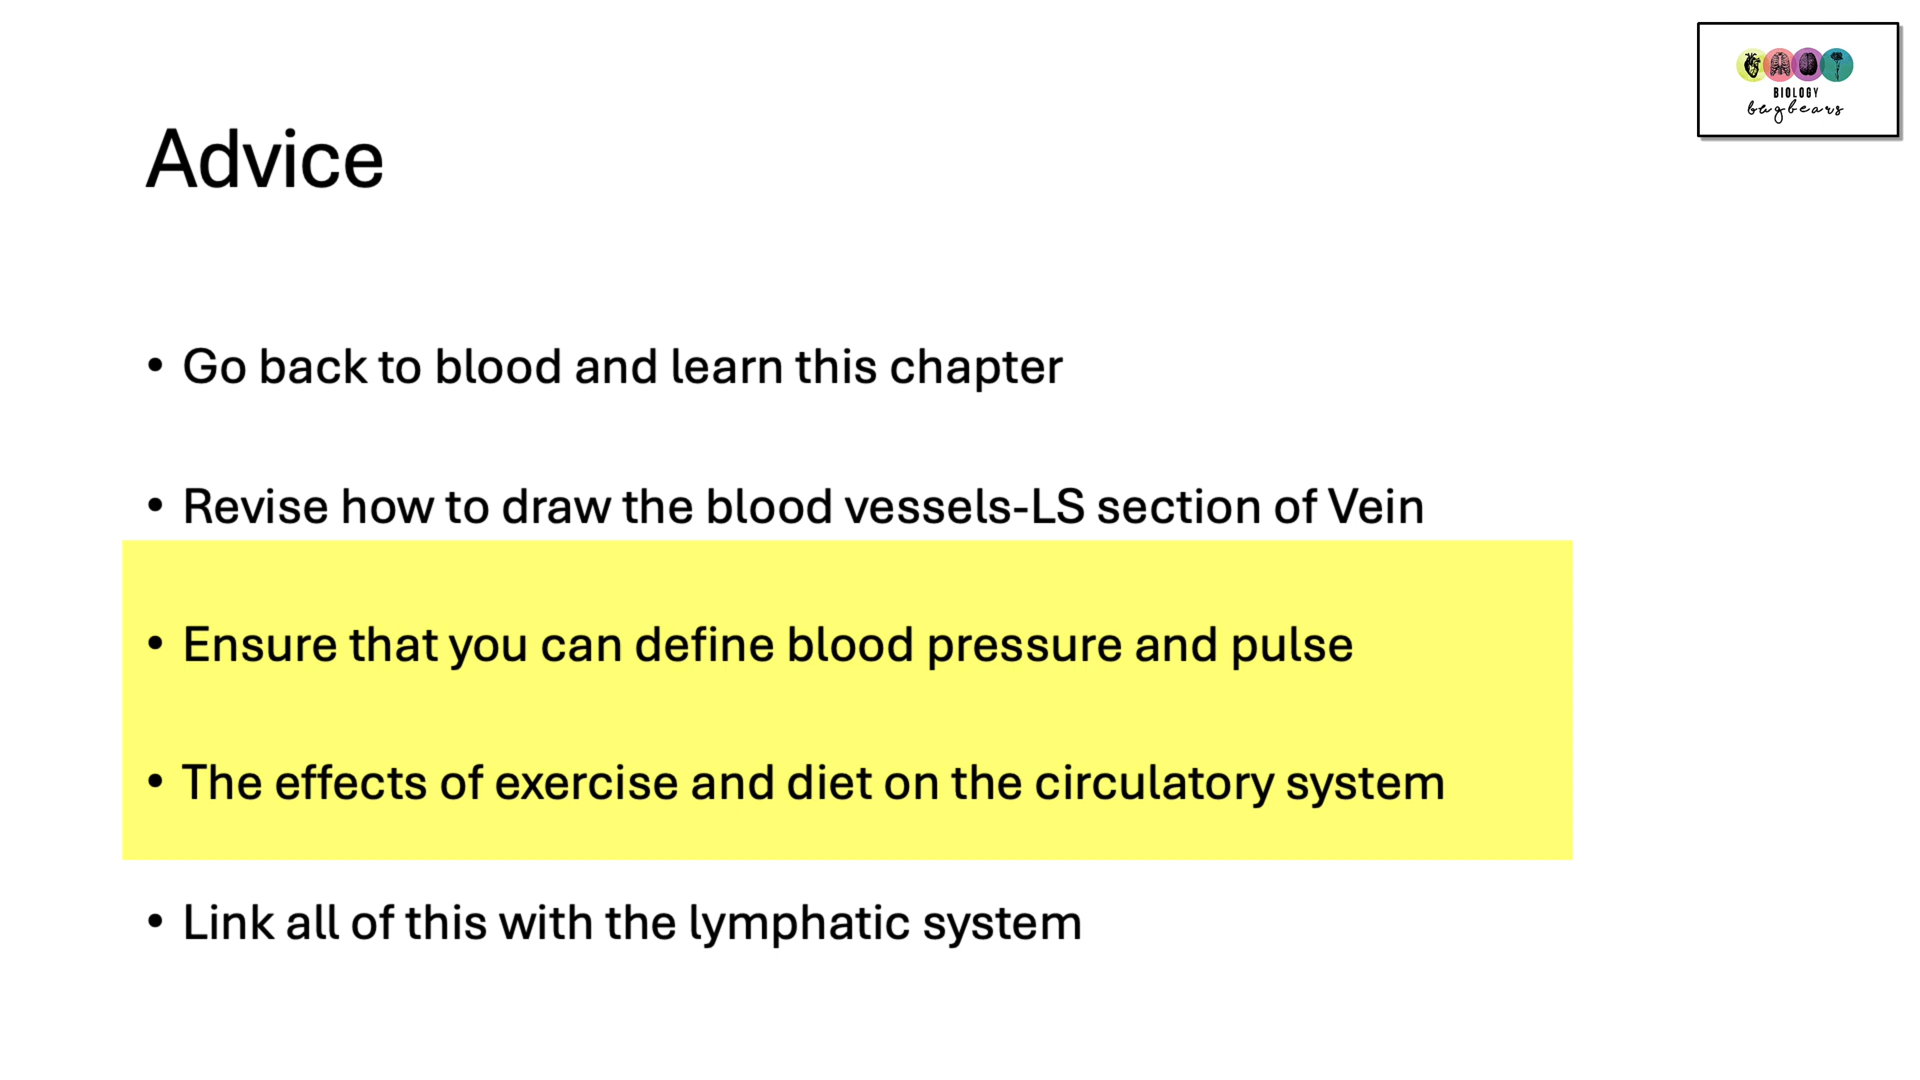 BIOLOGY
bugbears
Advice
• Go back to blood and learn this chapter
• Revise how to draw the blood vessels-LS section of Vein
• Ensure that you can define blood pressure and pulse
• The effects of exercise and diet on the circulatory system
• Link all of this with the lymphatic system